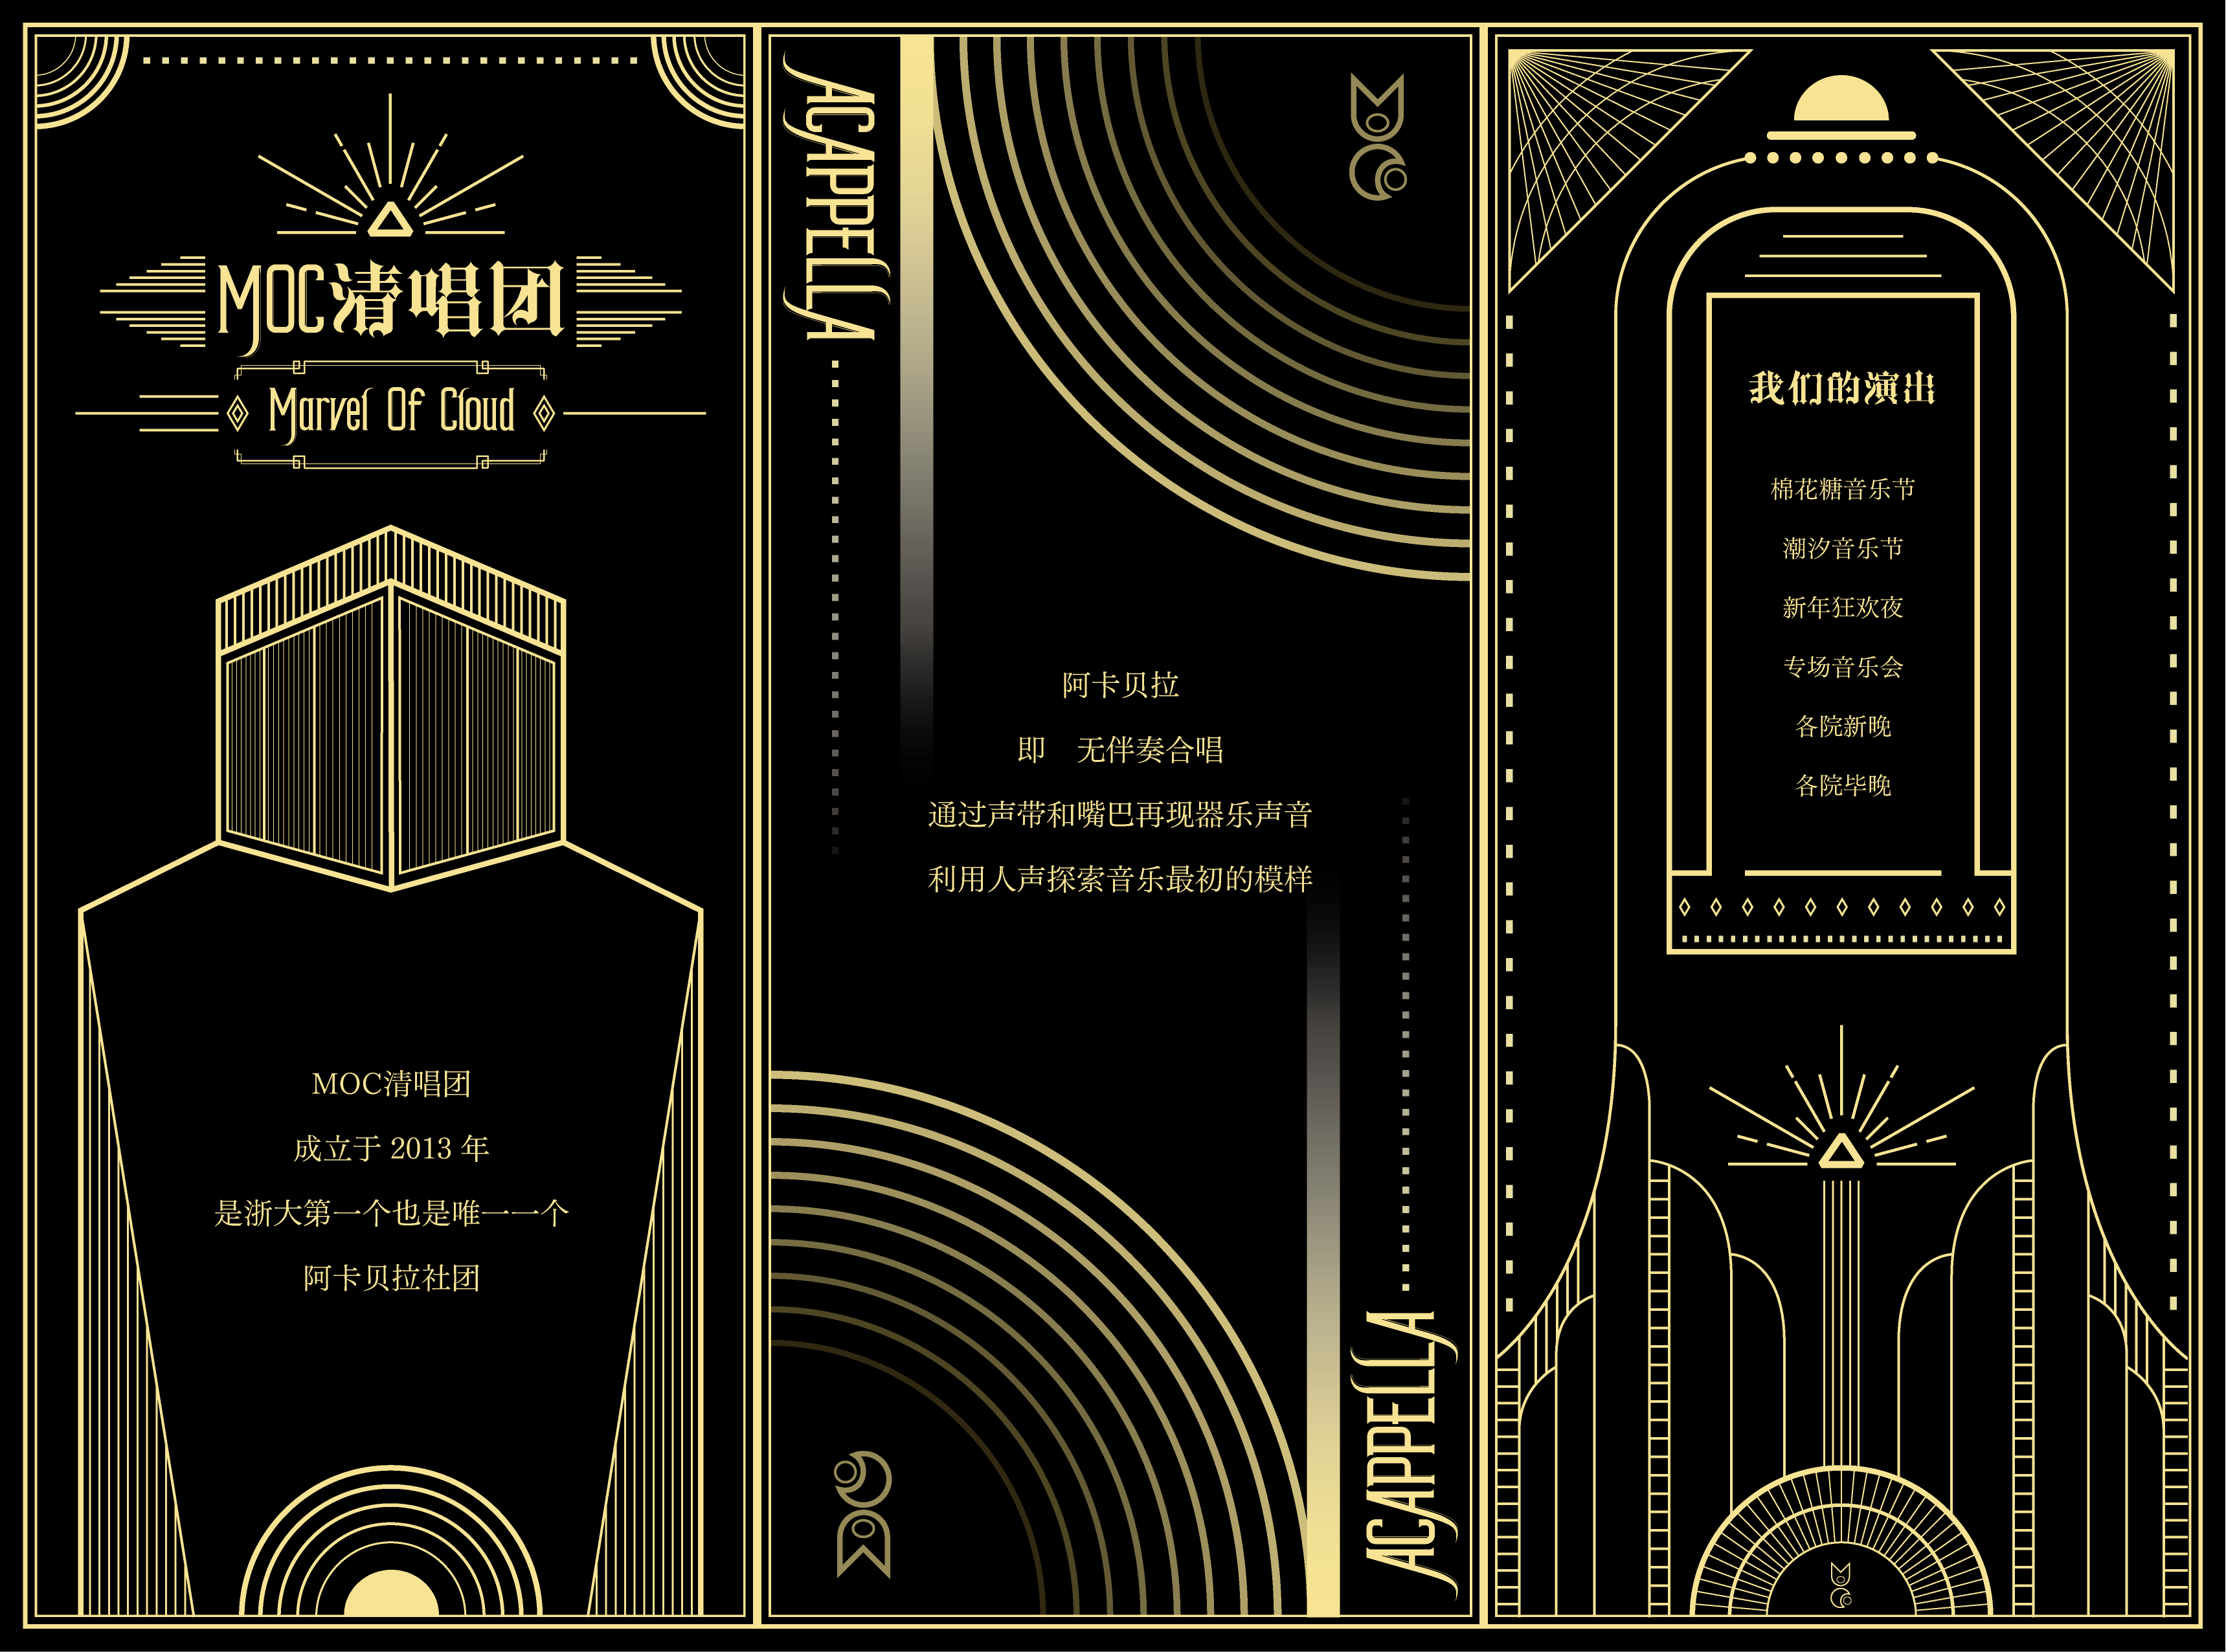 MOC清唱团
Marvel Of Cloud
MOC清唱团
成立于 2013 年
是浙大第一个也是唯一一个
阿卡贝拉社团
ACAPPELLA
阿卡贝拉
即 无伴奏合唱
通过声带和嘴巴再现器乐声音
利用人声探索音乐最初的模样
ACAPPELLA
我们的演出
棉花糖音乐节
潮汐音乐节
新年狂欢夜
专场音乐会
各院新晚
各院毕晚